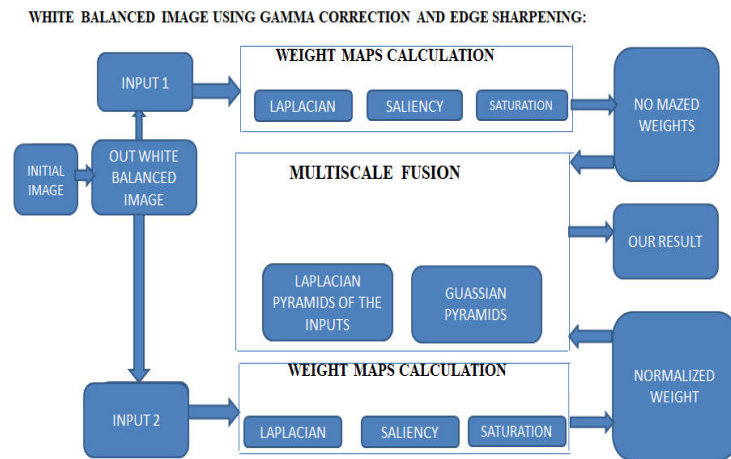 WHITE BALANCED IMAGE USING GAMMA CORRECTION AND EDGE SHARPENING:
WEIGHT MAPS CALCULATION
INPUT 1
LAPLACIAN
SALIENCY
SATURATION
NO MAZED
WEIGHTS
INITIAL
IMAGE
OUT WHITE
BALANCED
IMAGE
MULTISCALE FUSION
OUR RESULT
LAPLACIAN
PYRAMIDS OF THE
INPUTS
GUASSIAN
PYRAMIDS
WEIGHT MAPS CALCULATION
NORMALIZED
WEIGHT
INPUT 2
LAPLACIAN
SALIENCY
SATURATION